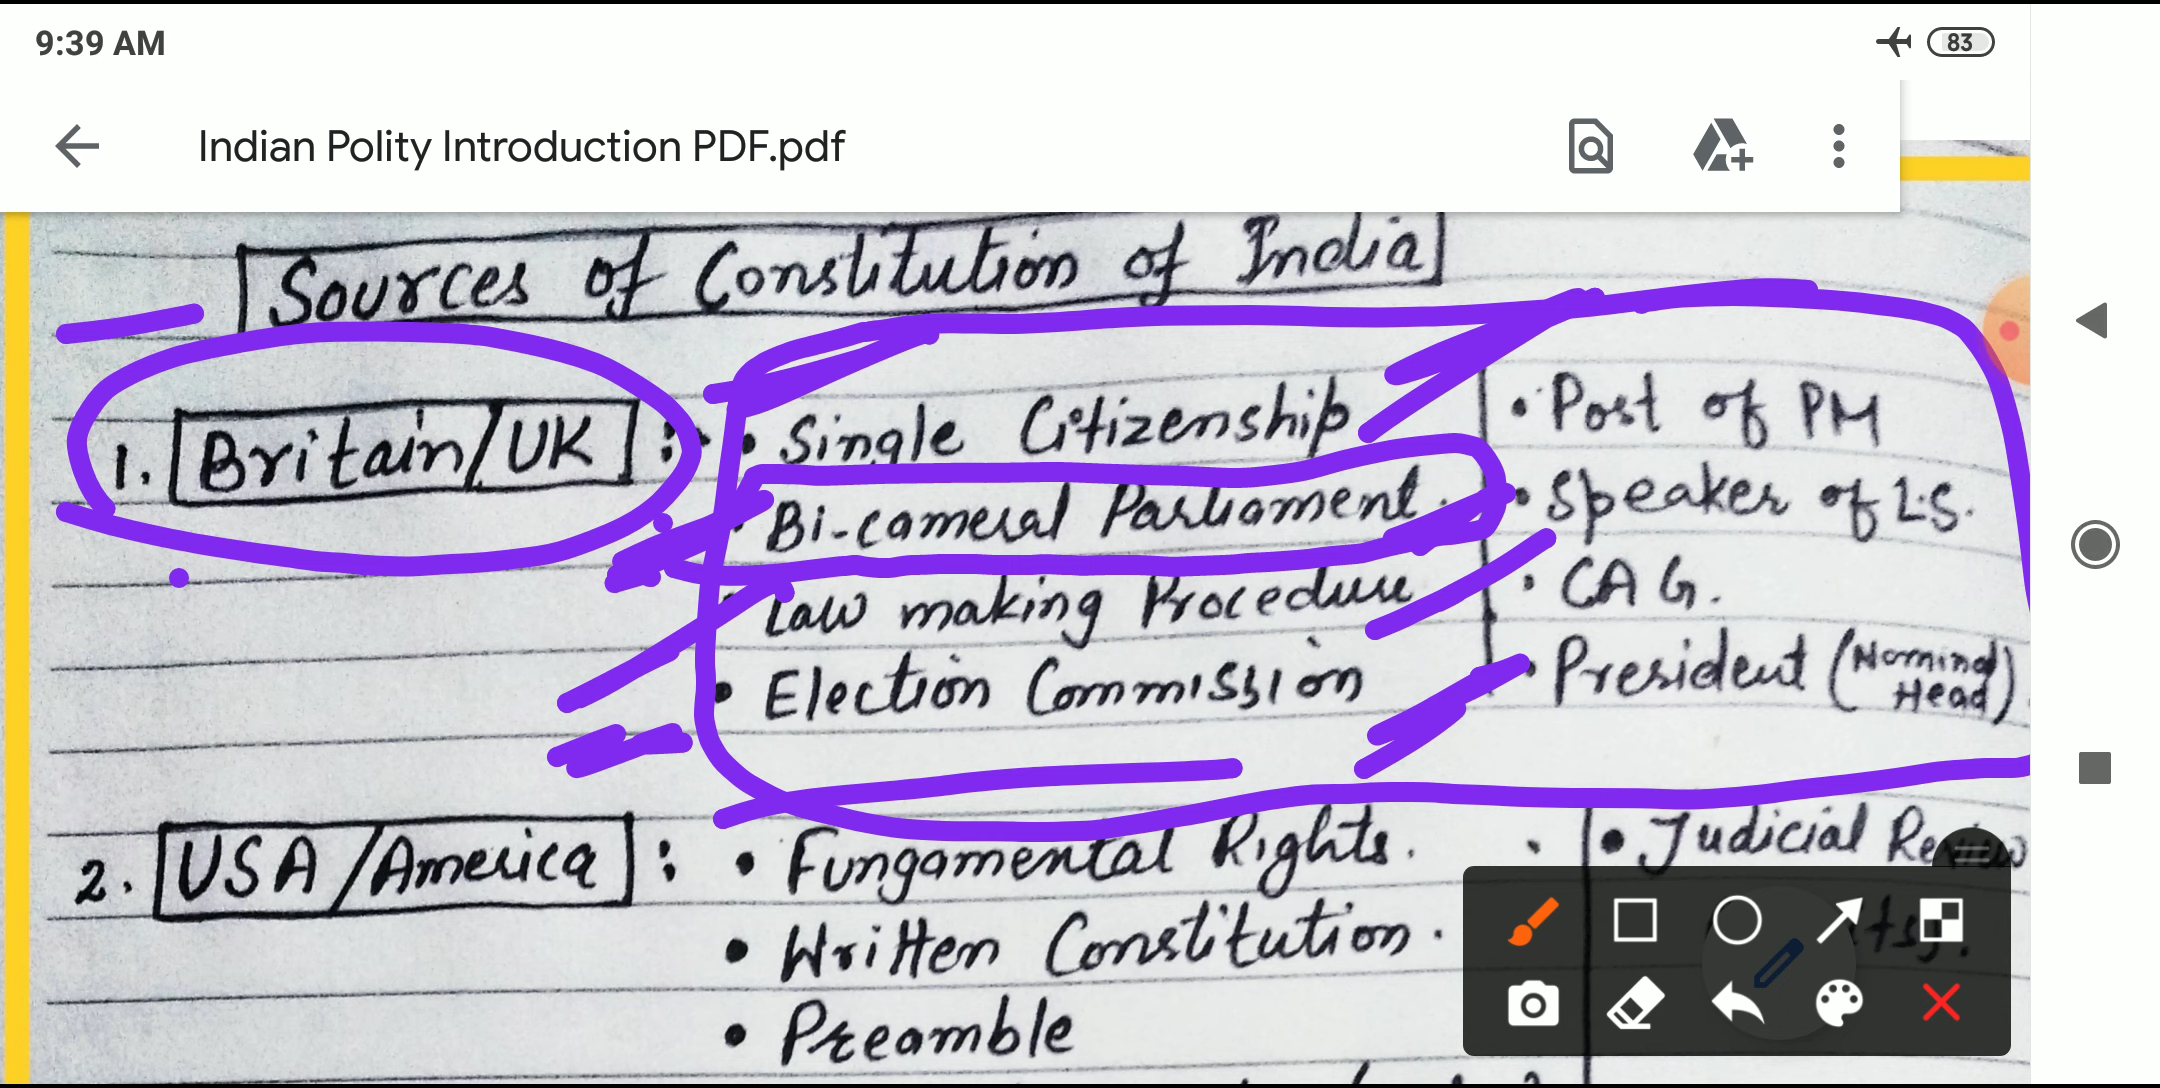 9:39 AM
83
Indian Polity Introduction PDF.pdf
Sources of Constitution of India
1. Britain/UK :
• Single Citizenship
• Bi-cameral Parliament.
• Law making Procedure
• Election Commission
• Post of PM
• Speaker of L.S.
• CAG.
• President (Nominal Head)
2. USA/America :
• Fungamental Rights.
• Written Constitution.
• Preamble
• Judicial Review